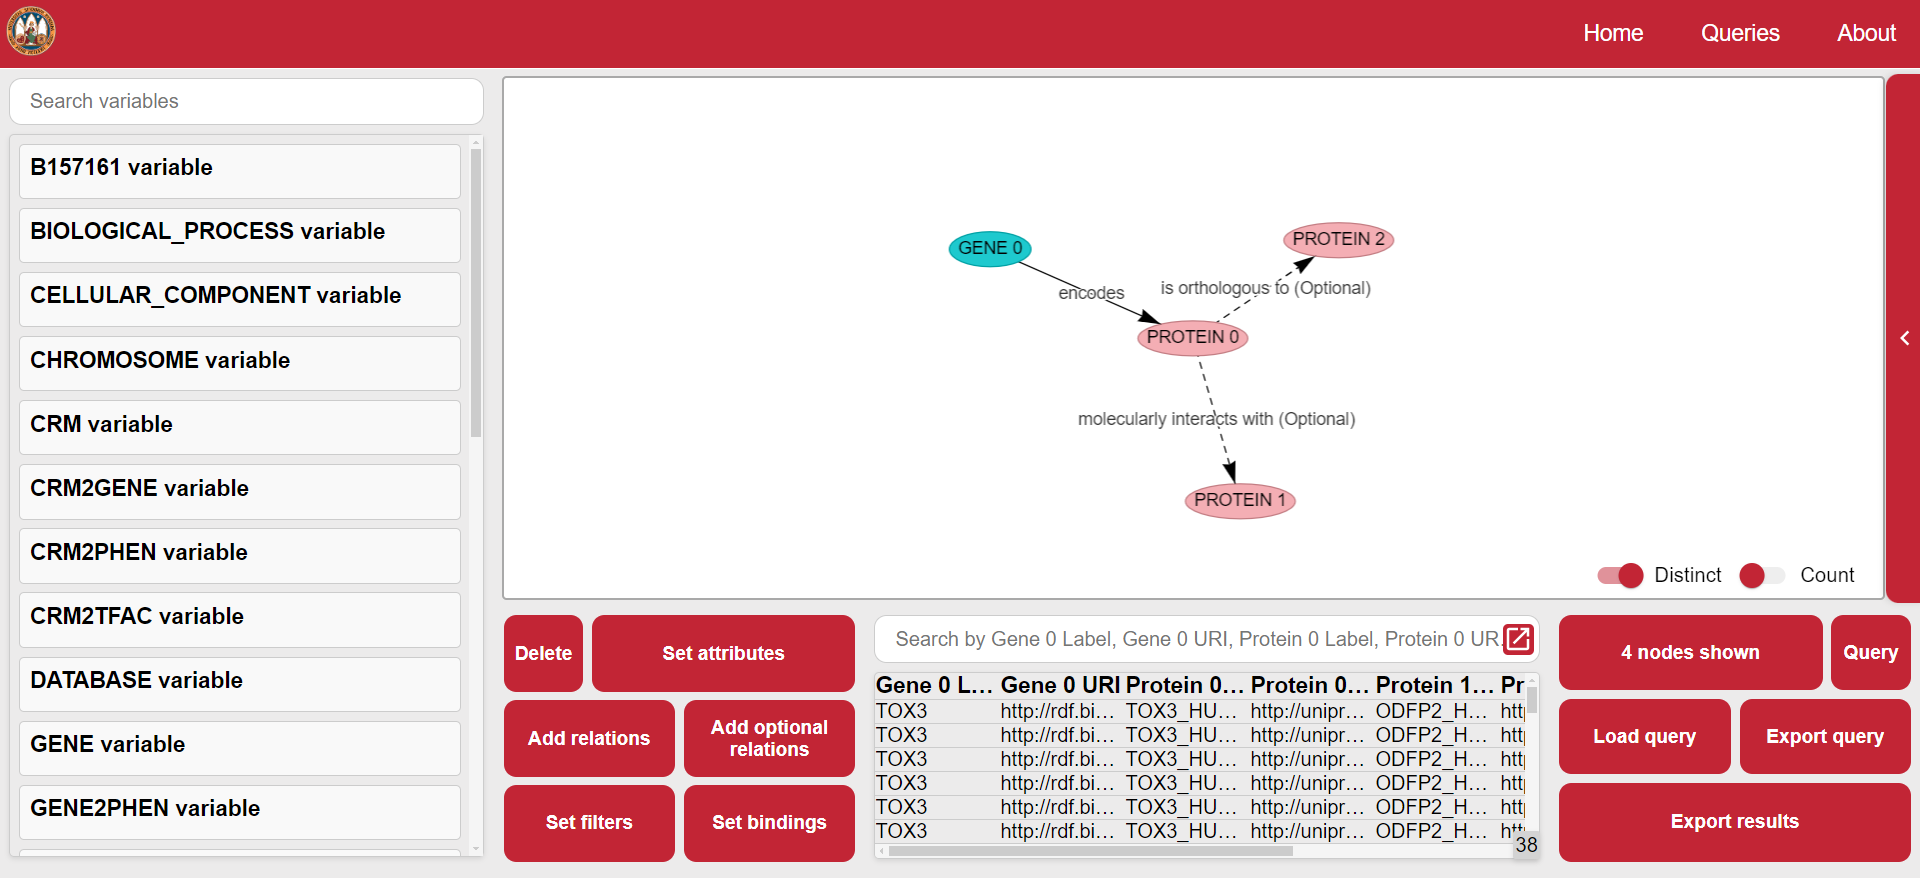 Home Queries About
Search variables
B157161 variable
BIOLOGICAL_PROCESS variable
CELLULAR_COMPONENT variable
CHROMOSOME variable
CRM variable
CRM2GENE variable
CRM2PHEN variable
CRM2TFAC variable
DATABASE variable
GENE variable
GENE2PHEN variable
GENE 0
PROTEIN 2
encodes
is orthologous to (Optional)
PROTEIN 0
molecularly interacts with (Optional)
PROTEIN 1
Distinct
Count
Delete
Set attributes
Add relations
Add optional
relations
Set filters
Set bindings
Search by Gene 0 Label, Gene 0 URI, Protein 0 Label, Protein 0 UR.
Gene 0 L... Gene 0 URI Protein 0... Protein 0... Protein 1... Pr
TOX3 http://rdf.bi... TOX3_HU... http://unipr... ODFP2_H... htt
TOX3 http://rdf.bi... TOX3_HU... http://unipr... ODFP2_H... htt
TOX3 http://rdf.bi... TOX3_HU... http://unipr... ODFP2_H... htt
TOX3 http://rdf.bi... TOX3_HU... http://unipr... ODFP2_H... htt
TOX3 http://rdf.bi... TOX3_HU... http://unipr... ODFP2_H... htt
TOX3 http://rdf.bi... TOX3_HU... http://unipr... ODFP2_H... htt
38
4 nodes shown
Query
Load query
Export query
Export results